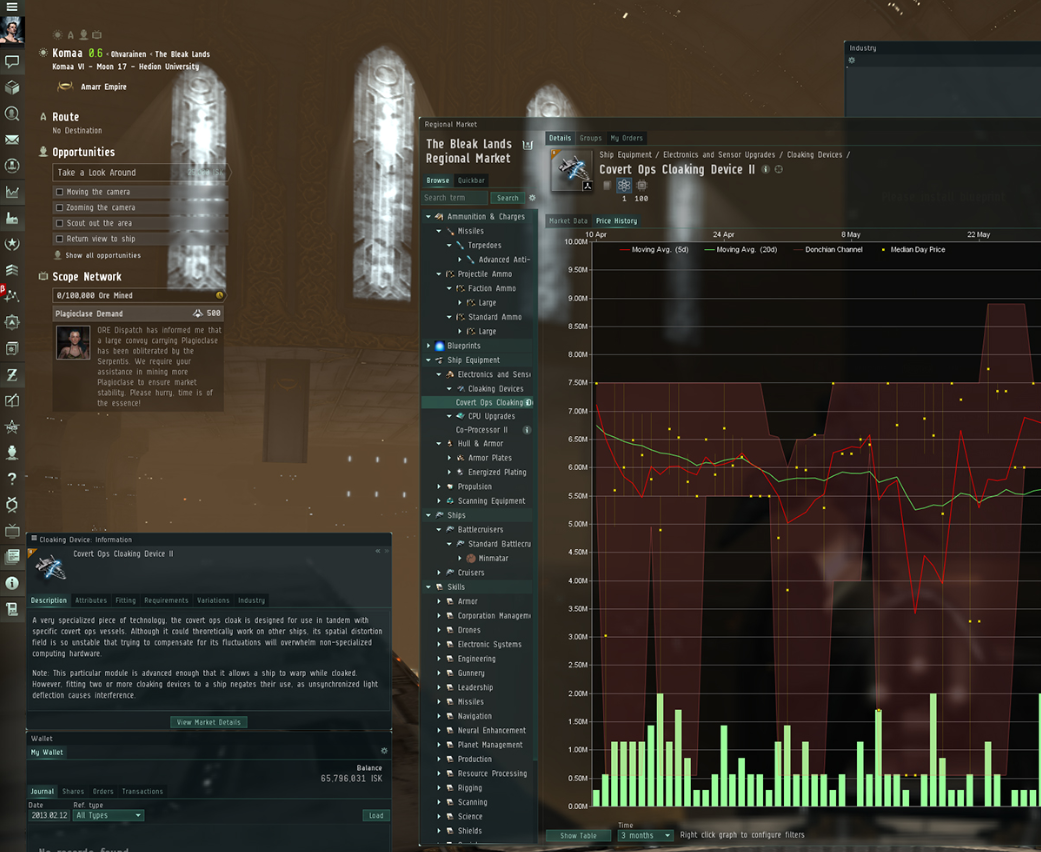 Komaa 0.6 · Ohvarainen · The Bleak Lands
Komaa VI - Moon 17 - Hedion University
Amarr Empire
Route
No Destination
Opportunities
Take a Look Around
Moving the camera
Zooming the camera
Scout out the area
Return view to ship
Show all opportunities
Scope Network
0/100,000 Ore Mined
Plagioclase Demand
500
ORE Dispatch has informed me that
a large convoy carrying Plagioclase
has been obliterated by the
Serpentis. We require your
assistance in mining more
Plagioclase to ensure market
stability. Please hurry, time is of
the essence!
Cloaking Device: Information
Covert Ops Cloaking Device II
Description Attributes Fitting Requirements Variations Industry
A very specialized piece of technology, the covert ops cloak is designed for use in tandem with
specific covert ops vessels. Although it could theoretically work on other ships, its spatial distortion
field is so unstable that trying to compensate for its fluctuations will overwhelm non-specialized
computing hardware.
Note: This particular module is advanced enough that it allows a ship to warp while cloaked.
However, fitting two or more cloaking devices to a ship negates their use, as unsynchronized light
deflection causes interference.
View Market Details
Wallet
My Wallet
Balance
65,796,031 ISK
Journal Shares Orders Transactions
Date Ref. type
2013.02.12 All Types Load
No records found
Industry
Regional Market
The Bleak Lands
Regional Market
Browse Quickbar
Search term Search
Ammunition & Charges
Missiles
Torpedoes
Advanced Anti-
Projectile Ammo
Faction Ammo
Large
Standard Ammo
Large
Blueprints
Ship Equipment
Electronics and Senso
Cloaking Devices
Covert Ops Cloaking
CPU Upgrades
Co-Processor II
Hull & Armor
Armor Plates
Energized Plating
Propulsion
Scanning Equipment
Ships
Battlecruisers
Standard Battlecru
Minmatar
Cruisers
Skills
Armor
Corporation Managem
Drones
Electronic Systems
Engineering
Gunnery
Leadership
Missiles
Navigation
Neural Enhancement
Planet Management
Production
Resource Processing
Rigging
Scanning
Science
Shields
Details Groups My Orders
Ship Equipment / Electronics and Sensor Upgrades / Cloaking Devices /
Covert Ops Cloaking Device II
1 100
Market Data Price History
10 Apr 24 Apr 8 May 22 May
Moving Avg. (5d) Moving Avg. (20d) Donchian Channel Median Day Price
10.00M
9.50M
9.00M
8.50M
8.00M
7.50M
7.00M
6.50M
6.00M
5.50M
5.00M
4.50M
4.00M
3.50M
3.00M
2.50M
2.00M
1.50M
1.00M
0.50M
0.00M
Show Table
Time
3 months
Right click graph to configure filters